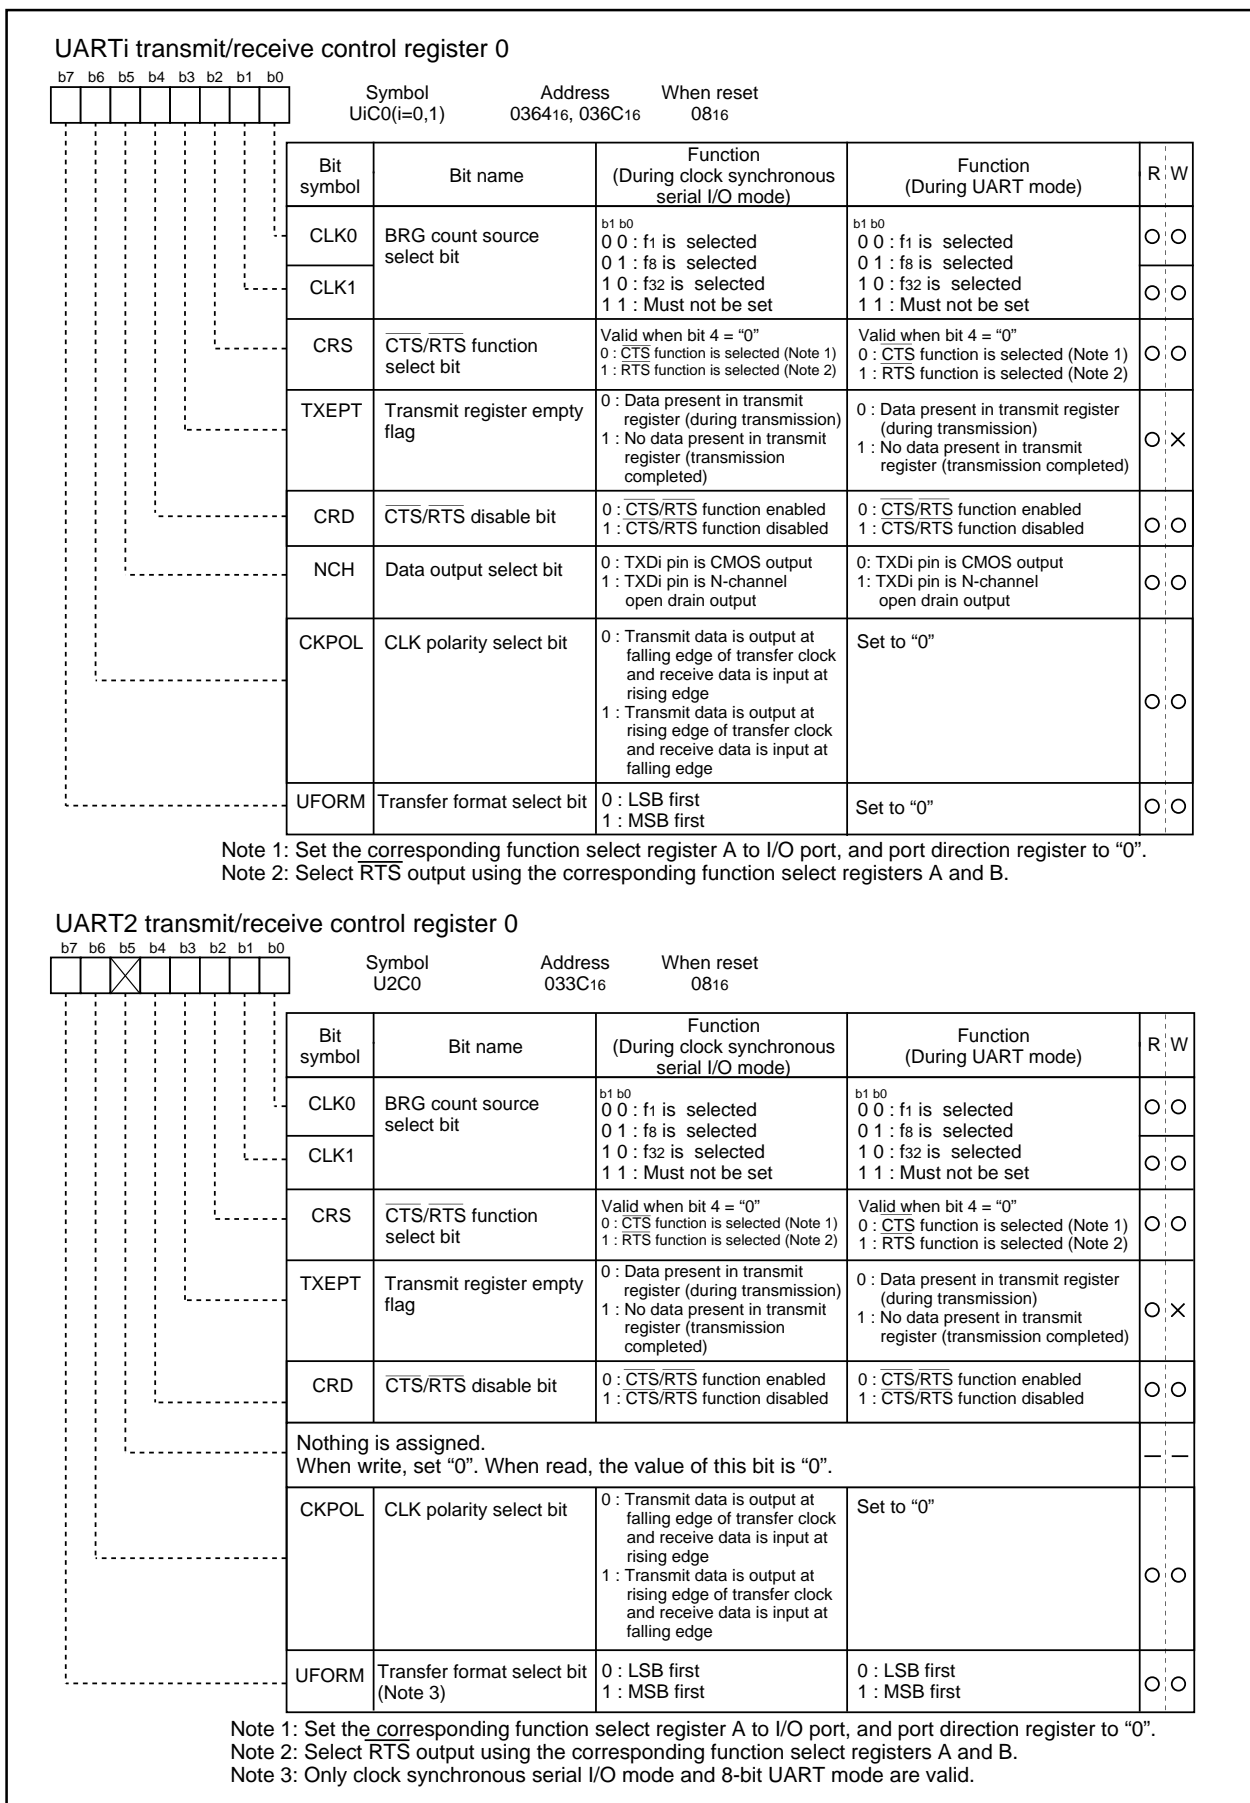 UARTi transmit/receive control register 0
b7 b6 b5 b4 b3 b2 b1 b0
Symbol Address When reset
UiC0(i=0,1) 036416, 036C16 0816
Bit symbol Bit name Function (During clock synchronous serial I/O mode) Function (During UART mode) R W
CLK0 BRG count source select bit
CLK1
b1 b0
0 0 : f1 is selected
0 1 : f8 is selected
1 0 : f32 is selected
1 1 : Must not be set
b1 b0
0 0 : f1 is selected
0 1 : f8 is selected
1 0 : f32 is selected
1 1 : Must not be set
CRS CTS/RTS function select bit
Valid when bit 4 = “0”
0 : CTS function is selected (Note 1)
1 : RTS function is selected (Note 2)
Valid when bit 4 = “0”
0 : CTS function is selected (Note 1)
1 : RTS function is selected (Note 2)
TXEPT Transmit register empty flag
0 : Data present in transmit
register (during transmission)
1 : No data present in transmit
register (transmission
completed)
0 : Data present in transmit register
(during transmission)
1 : No data present in transmit
register (transmission completed)
CRD CTS/RTS disable bit
0 : CTS/RTS function enabled
1 : CTS/RTS function disabled
0 : CTS/RTS function enabled
1 : CTS/RTS function disabled
NCH Data output select bit
0 : TXDi pin is CMOS output
1 : TXDi pin is N-channel
open drain output
0: TXDi pin is CMOS output
1: TXDi pin is N-channel
open drain output
CKPOL CLK polarity select bit
0 : Transmit data is output at
falling edge of transfer clock
and receive data is input at
rising edge
1 : Transmit data is output at
rising edge of transfer clock
and receive data is input at
falling edge
Set to “0”
UFORM Transfer format select bit
0 : LSB first
1 : MSB first
Set to “0”
Note 1: Set the corresponding function select register A to I/O port, and port direction register to “0”.
Note 2: Select RTS output using the corresponding function select registers A and B.
UART2 transmit/receive control register 0
b7 b6 b5 b4 b3 b2 b1 b0
Symbol Address When reset
U2C0 033C16 0816
Bit symbol Bit name Function (During clock synchronous serial I/O mode) Function (During UART mode) R W
CLK0 BRG count source select bit
CLK1
b1 b0
0 0 : f1 is selected
0 1 : f8 is selected
1 0 : f32 is selected
1 1 : Must not be set
b1 b0
0 0 : f1 is selected
0 1 : f8 is selected
1 0 : f32 is selected
1 1 : Must not be set
CRS CTS/RTS function select bit
Valid when bit 4 = “0”
0 : CTS function is selected (Note 1)
1 : RTS function is selected (Note 2)
Valid when bit 4 = “0”
0 : CTS function is selected (Note 1)
1 : RTS function is selected (Note 2)
TXEPT Transmit register empty flag
0 : Data present in transmit
register (during transmission)
1 : No data present in transmit
register (transmission
completed)
0 : Data present in transmit register
(during transmission)
1 : No data present in transmit
register (transmission completed)
CRD CTS/RTS disable bit
0 : CTS/RTS function enabled
1 : CTS/RTS function disabled
0 : CTS/RTS function enabled
1 : CTS/RTS function disabled
Nothing is assigned.
When write, set “0”. When read, the value of this bit is “0”.
CKPOL CLK polarity select bit
0 : Transmit data is output at
falling edge of transfer clock
and receive data is input at
rising edge
1 : Transmit data is output at
rising edge of transfer clock
and receive data is input at
falling edge
Set to “0”
UFORM Transfer format select bit (Note 3)
0 : LSB first
1 : MSB first
0 : LSB first
1 : MSB first
Note 1: Set the corresponding function select register A to I/O port, and port direction register to “0”.
Note 2: Select RTS output using the corresponding function select registers A and B.
Note 3: Only clock synchronous serial I/O mode and 8-bit UART mode are valid.